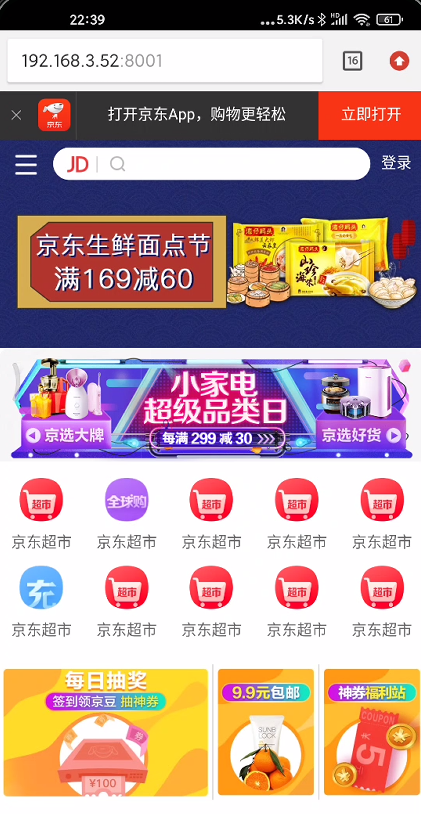 22:39
...5.3K/s HD 61
192.168.3.52:8001
16
京东
打开京东App，购物更轻松
立即打开
JD
登录
京东生鲜面点节
满169减60
湾仔码头
山珍海味
小家电
超级品类日
京选大牌
每满 299 减 30 >>>
京选好货
超市 全球购 超市 超市 超市
京东超市 京东超市 京东超市 京东超市 京东超市
充 超市 超市 超市 超市
京东超市 京东超市 京东超市 京东超市 京东超市
每日抽奖
签到领京豆 抽神券
¥100
9.9元包邮
SUNBLOCK
神券福利站
COUPON
5